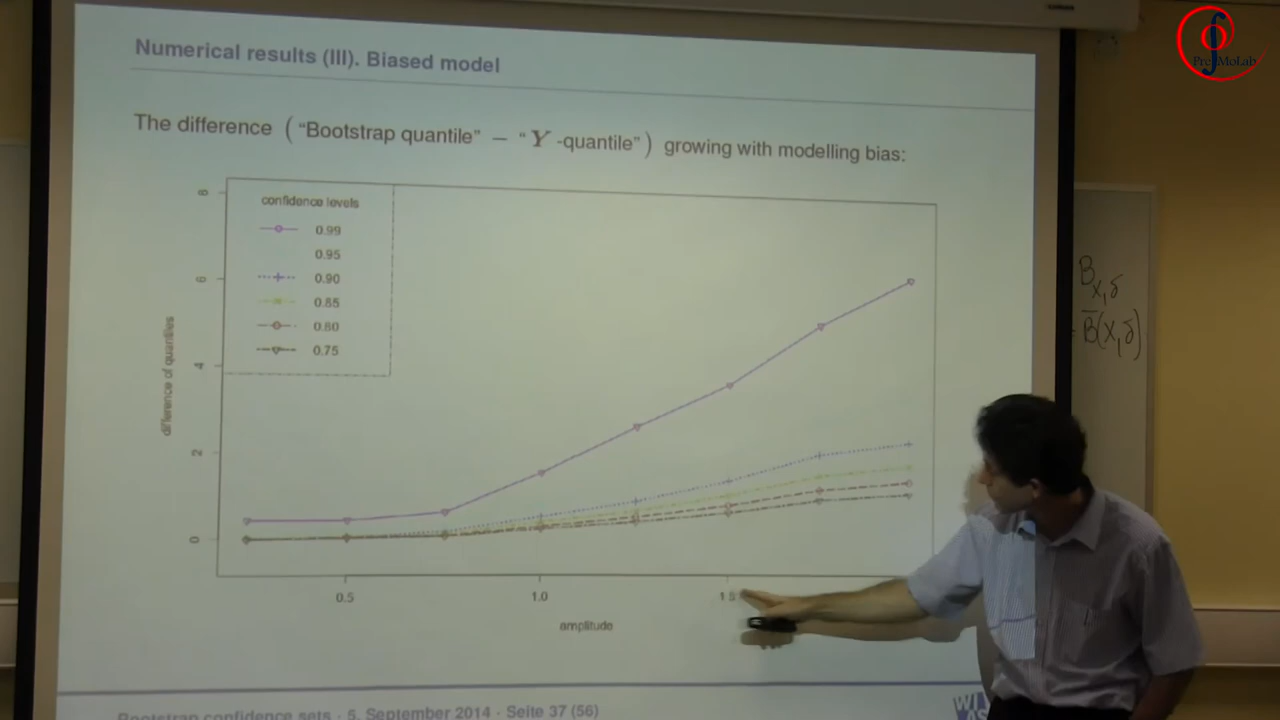 PreMoLab
Numerical results (III). Biased model
The difference ( "Bootstrap quantile" − " Y -quantile" ) growing with modelling bias:
confidence levels
0.99
0.95
0.90
0.85
0.80
0.75
difference of quantiles
8
6
4
2
0
0.5
1.0
1.5
amplitude
Bootstrap confidence sets · 5. September 2014 · Seite 37 (56)
B x,δ
B̄(x,δ)